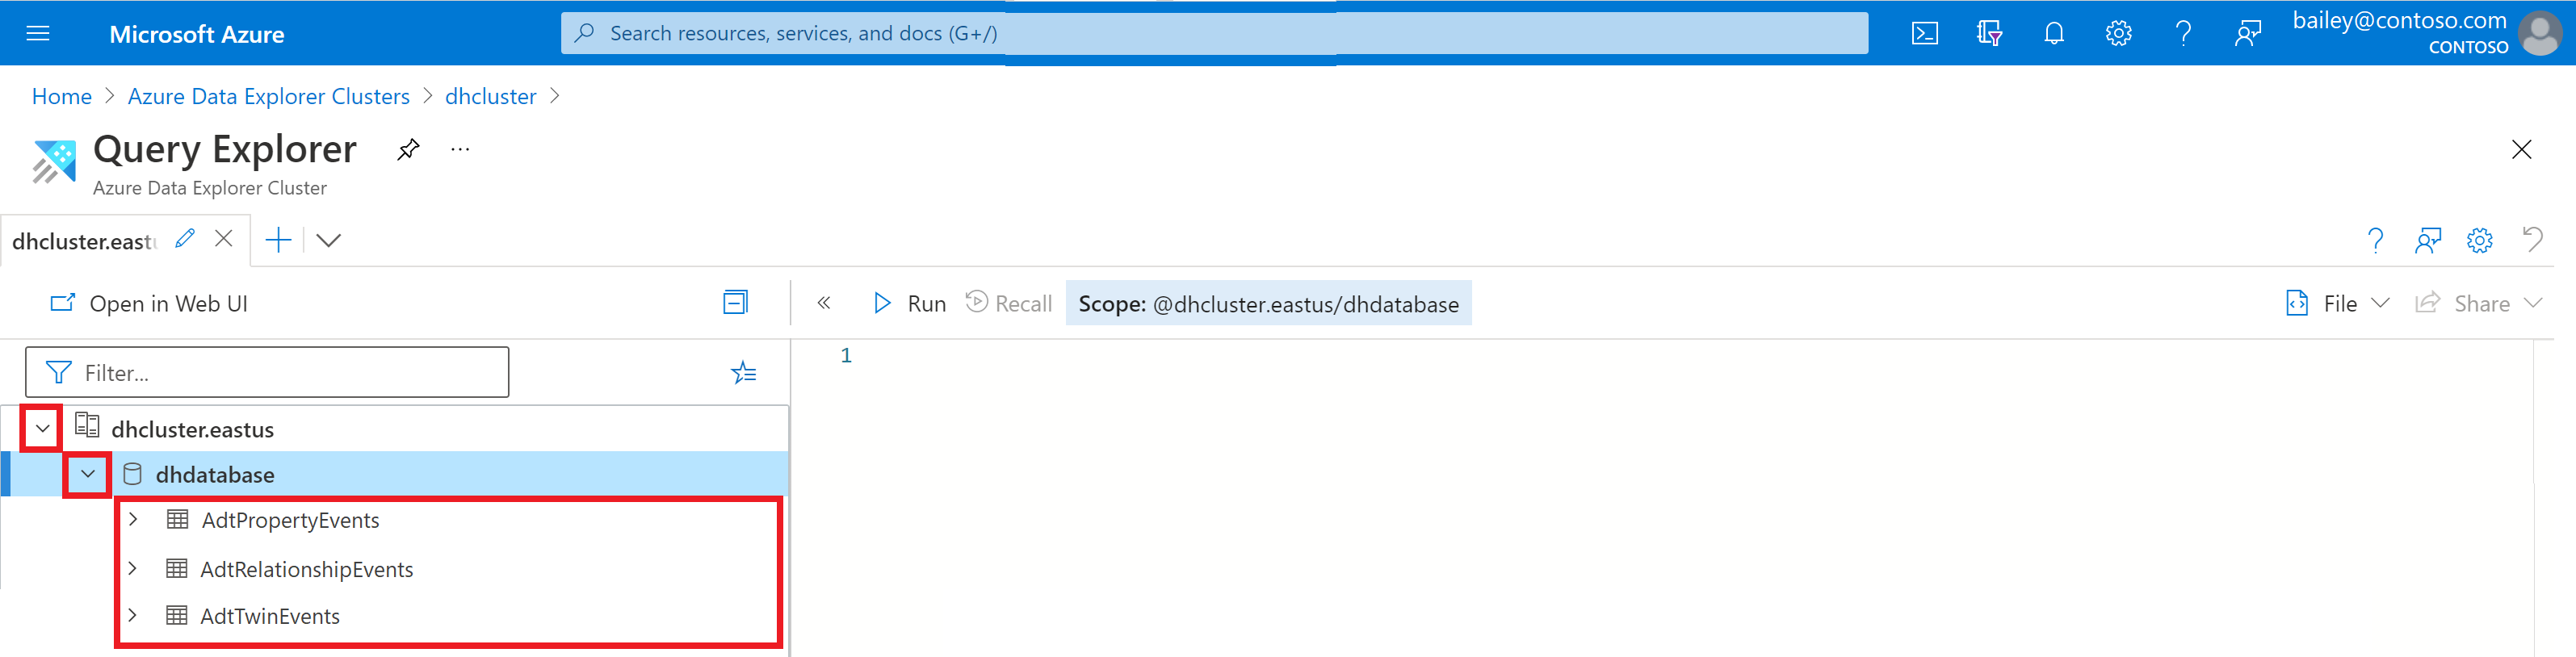 Microsoft Azure
Search resources, services, and docs (G+/)
bailey@contoso.com
CONTOSO
Home > Azure Data Explorer Clusters > dhcluster >
Query Explorer
...
Azure Data Explorer Cluster
dhcluster.eastu
Open in Web UI
Run
Recall
Scope: @dhcluster.eastus/dhdatabase
File
Share
Filter...
1
dhcluster.eastus
dhdatabase
AdtPropertyEvents
AdtRelationshipEvents
AdtTwinEvents